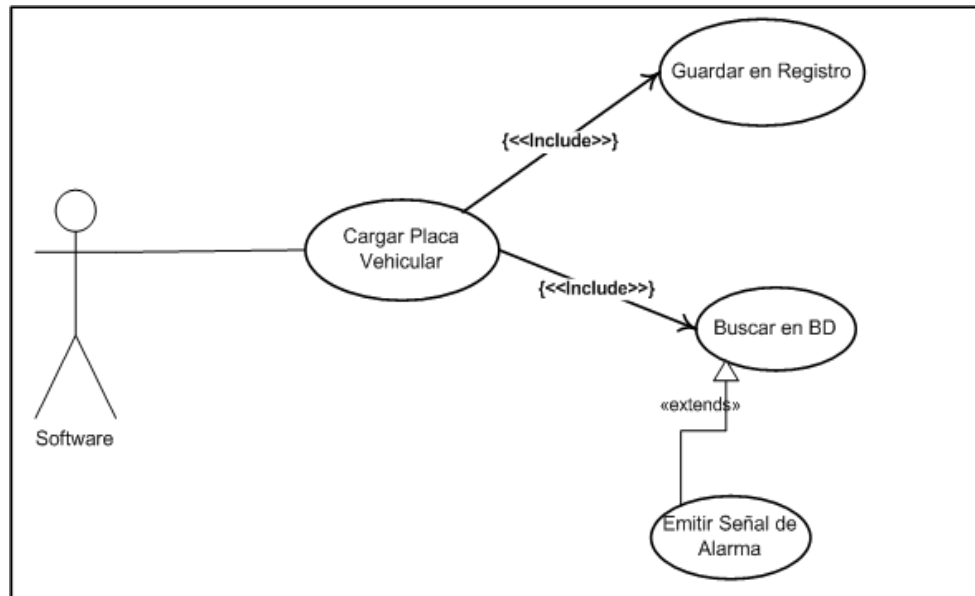 Guardar en Registro
{<<Include>>}
Cargar Placa
Vehicular
{<<Include>>}
Buscar en BD
«extends»
Software
Emitir Señal de
Alarma